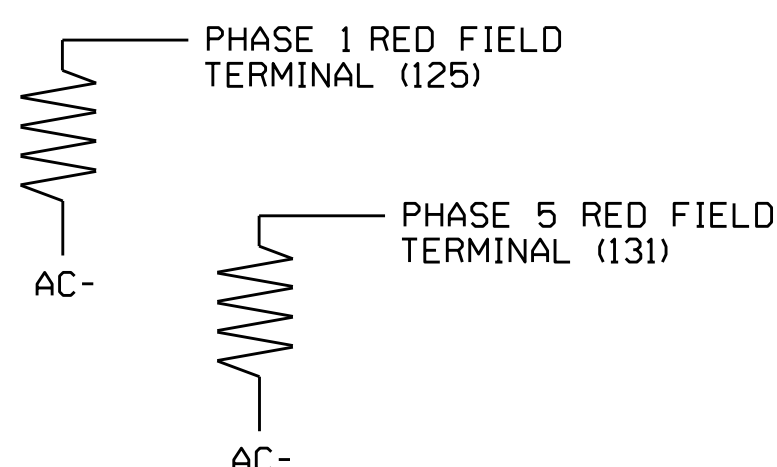 PHASE 1 RED FIELD
TERMINAL (125)
AC-
PHASE 5 RED FIELD
TERMINAL (131)
AC-